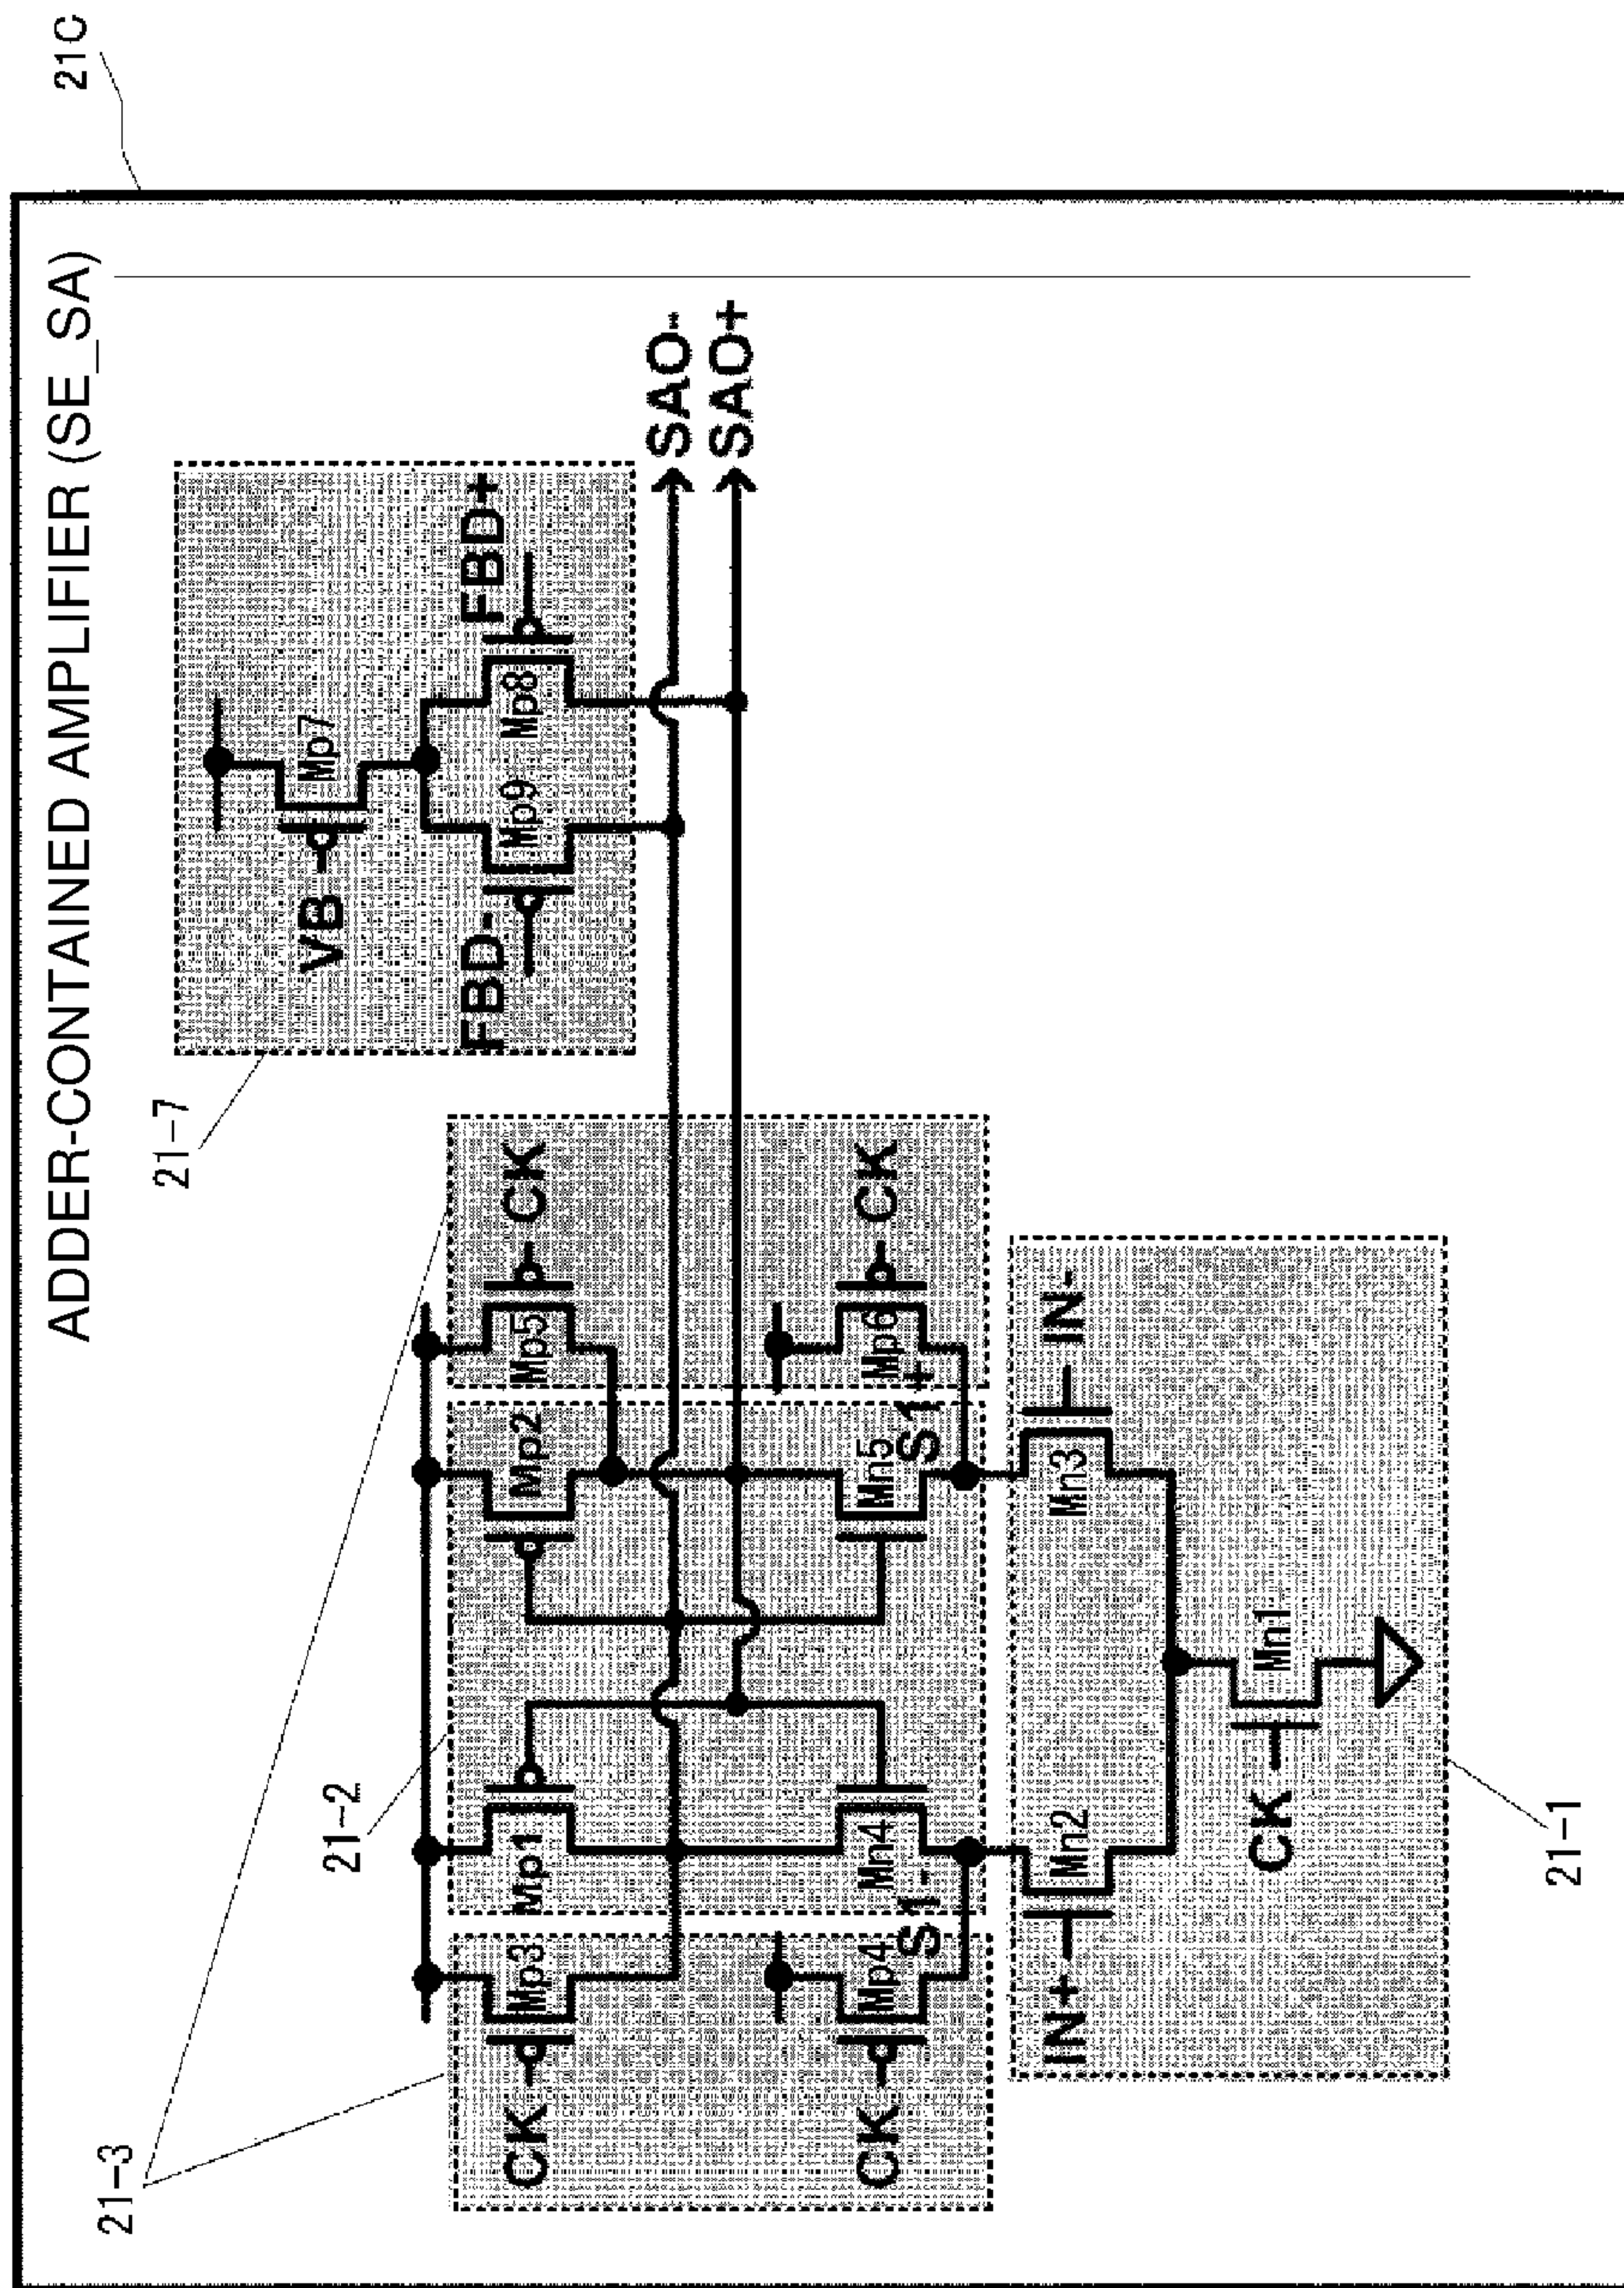 21C
ADDER-CONTAINED AMPLIFIER (SE_SA)
21-7
VB
Mp7
FBD-
Mp9
Mp8
FBD+
SAO-
SAO+
21-3
21-2
CK
Mp3
Mp1
Mp2
Mp5
CK
CK
Mp4
S1-
Mn4
Mn5
S1+
Mp6
CK
IN+
Mn2
Mn3
IN-
CK
Mn1
21-1